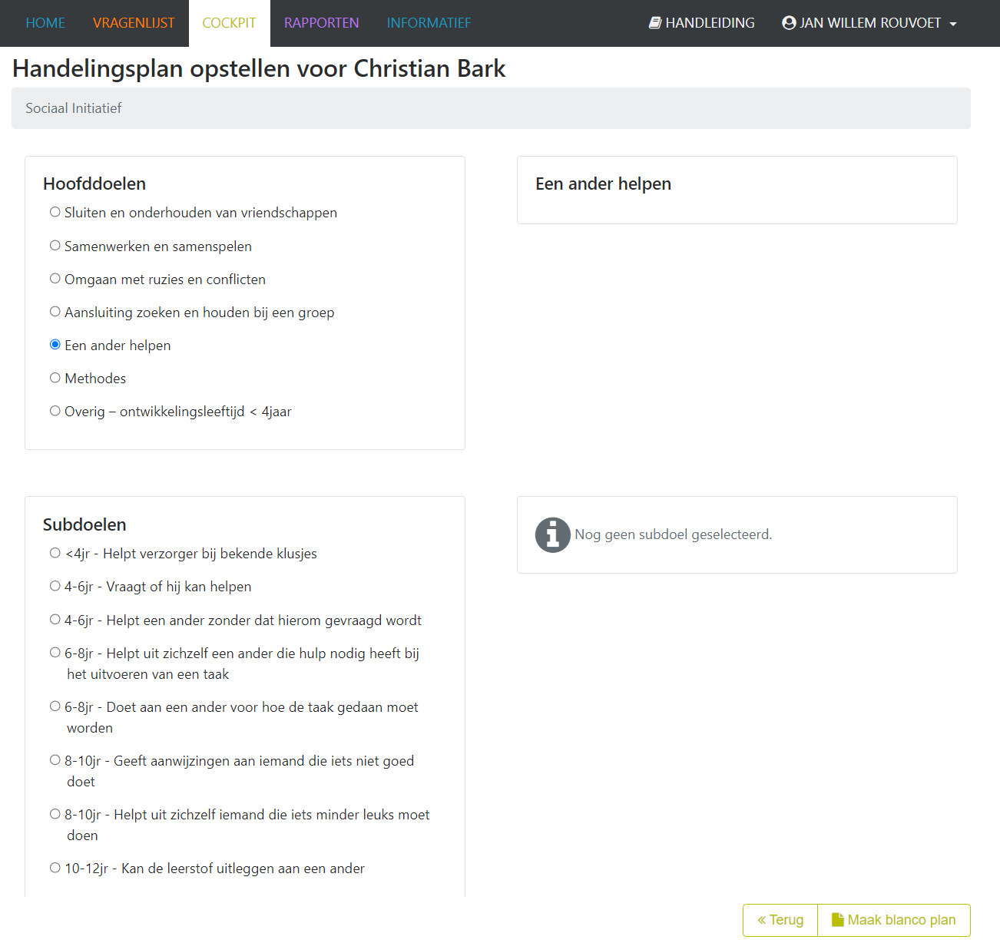 HOME VRAGENLIJST COCKPIT RAPPORTEN INFORMATIEF HANDLEIDING JAN WILLEM ROUVOET
Handelingsplan opstellen voor Christian Bark
Sociaal Initiatief
Hoofddoelen
Sluiten en onderhouden van vriendschappen
Samenwerken en samenspelen
Omgaan met ruzies en conflicten
Aansluiting zoeken en houden bij een groep
Een ander helpen
Methodes
Overig – ontwikkelingsleeftijd < 4jaar
Een ander helpen
Subdoelen
<4jr - Helpt verzorger bij bekende klusjes
4-6jr - Vraagt of hij kan helpen
4-6jr - Helpt een ander zonder dat hierom gevraagd wordt
6-8jr - Helpt uit zichzelf een ander die hulp nodig heeft bij
het uitvoeren van een taak
6-8jr - Doet aan een ander voor hoe de taak gedaan moet
worden
8-10jr - Geeft aanwijzingen aan iemand die iets niet goed
doet
8-10jr - Helpt uit zichzelf iemand die iets minder leuks moet
doen
10-12jr - Kan de leerstof uitleggen aan een ander
Nog geen subdoel geselecteerd.
« Terug Maak blanco plan